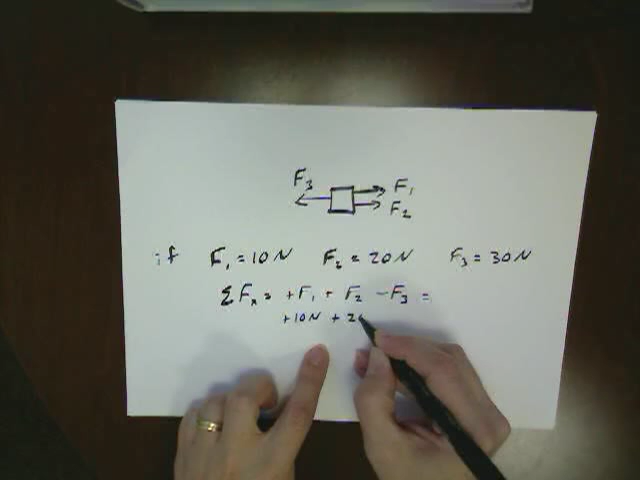 F₃ F₁
F₂
if F₁ = 10N F₂ = 20N F₃ = 30N
ΣFₓ = +F₁ + F₂ - F₃ =
+10N + 2